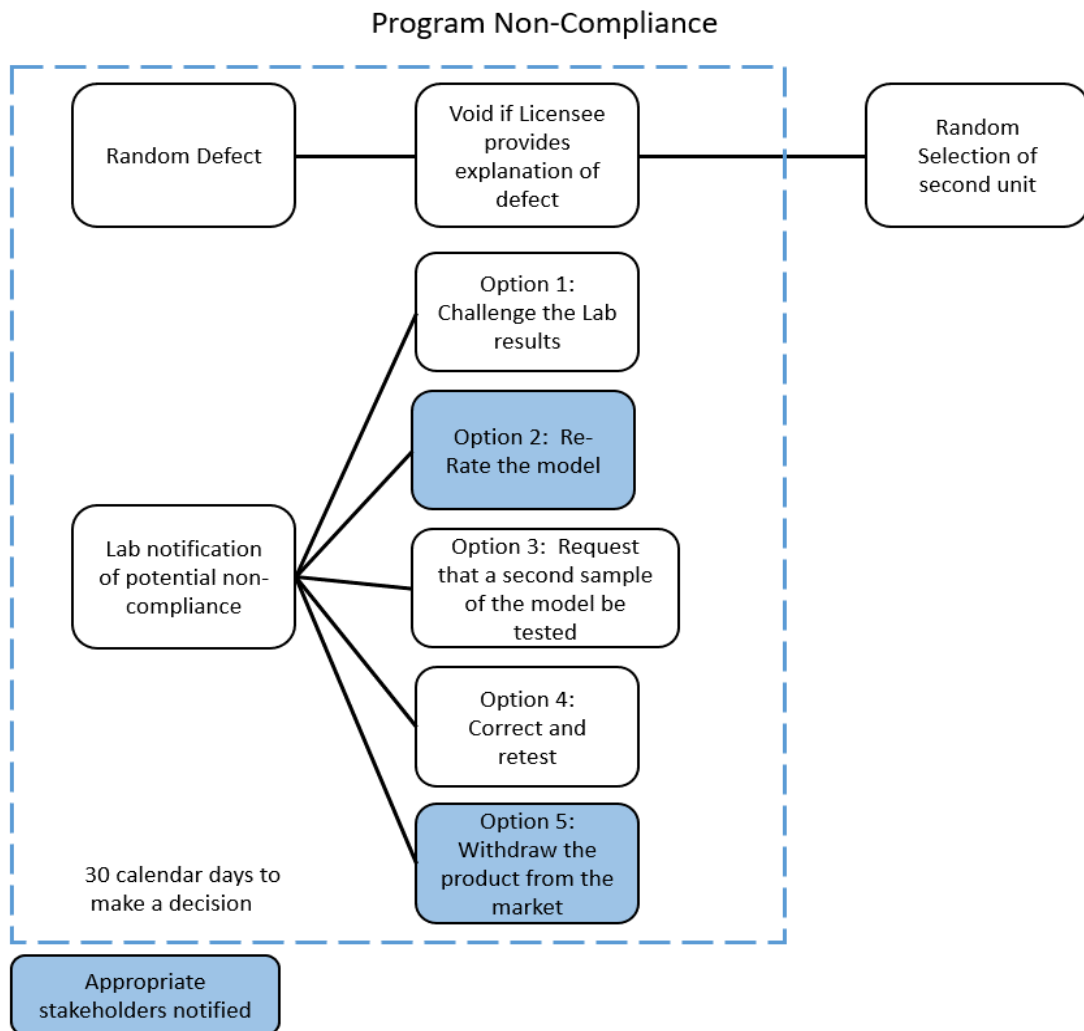 Program Non-Compliance
Random Defect
Void if Licensee
provides
explanation of
defect
Random
Selection of
second unit
Option 1:
Challenge the Lab
results
Option 2:  Re-
Rate the model
Lab notification
of potential non-
compliance
Option 3:  Request
that a second sample
of the model be
tested
Option 4:
Correct and
retest
Option 5:
Withdraw the
product from the
market
30 calendar days to
make a decision
Appropriate
stakeholders notified